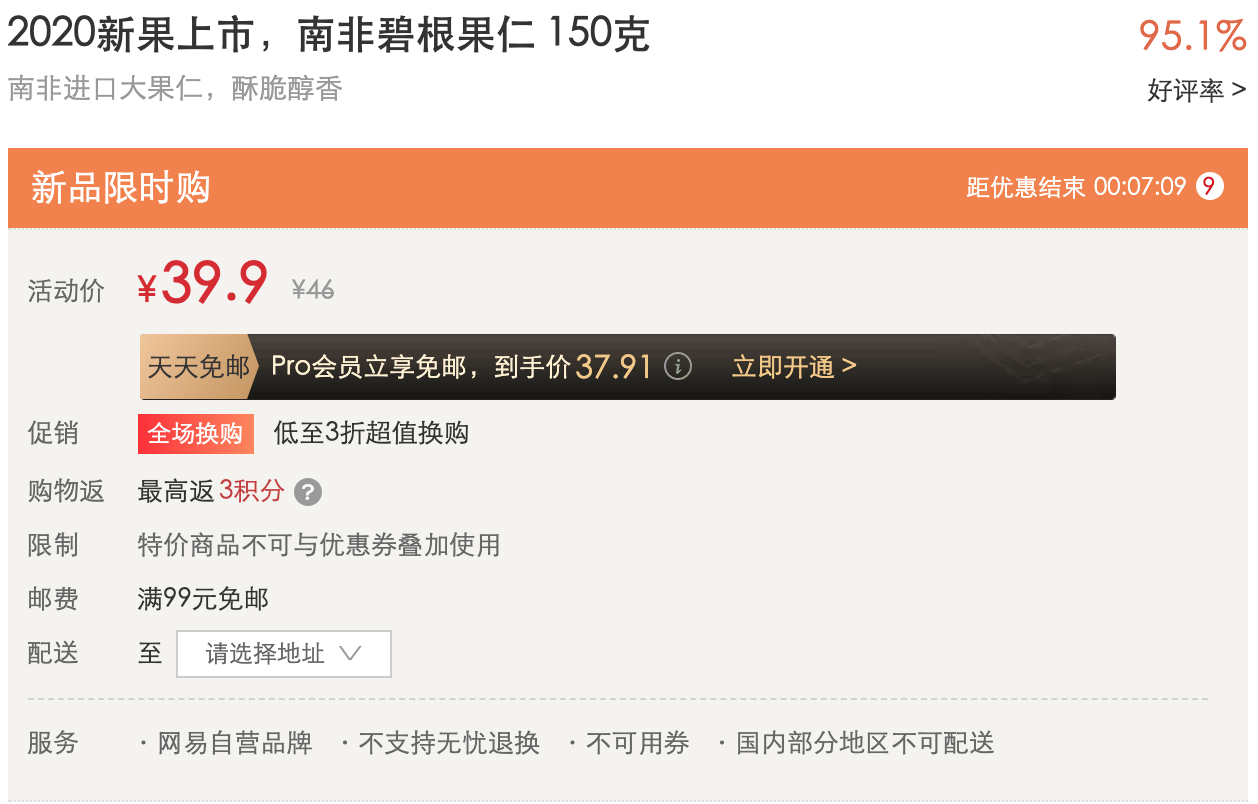 2020新果上市，南非碧根果仁 150克
95.1%
南非进口大果仁，酥脆醇香
好评率 >
新品限时购
距优惠结束 00:07:09 9
活动价 ¥39.9 ¥46
天天免邮 Pro会员立享免邮，到手价37.91 i 立即开通 >
促销 全场换购 低至3折超值换购
购物返 最高返3积分 ?
限制 特价商品不可与优惠券叠加使用
邮费 满99元免邮
配送 至 请选择地址
服务 · 网易自营品牌 · 不支持无忧退换 · 不可用券 · 国内部分地区不可配送